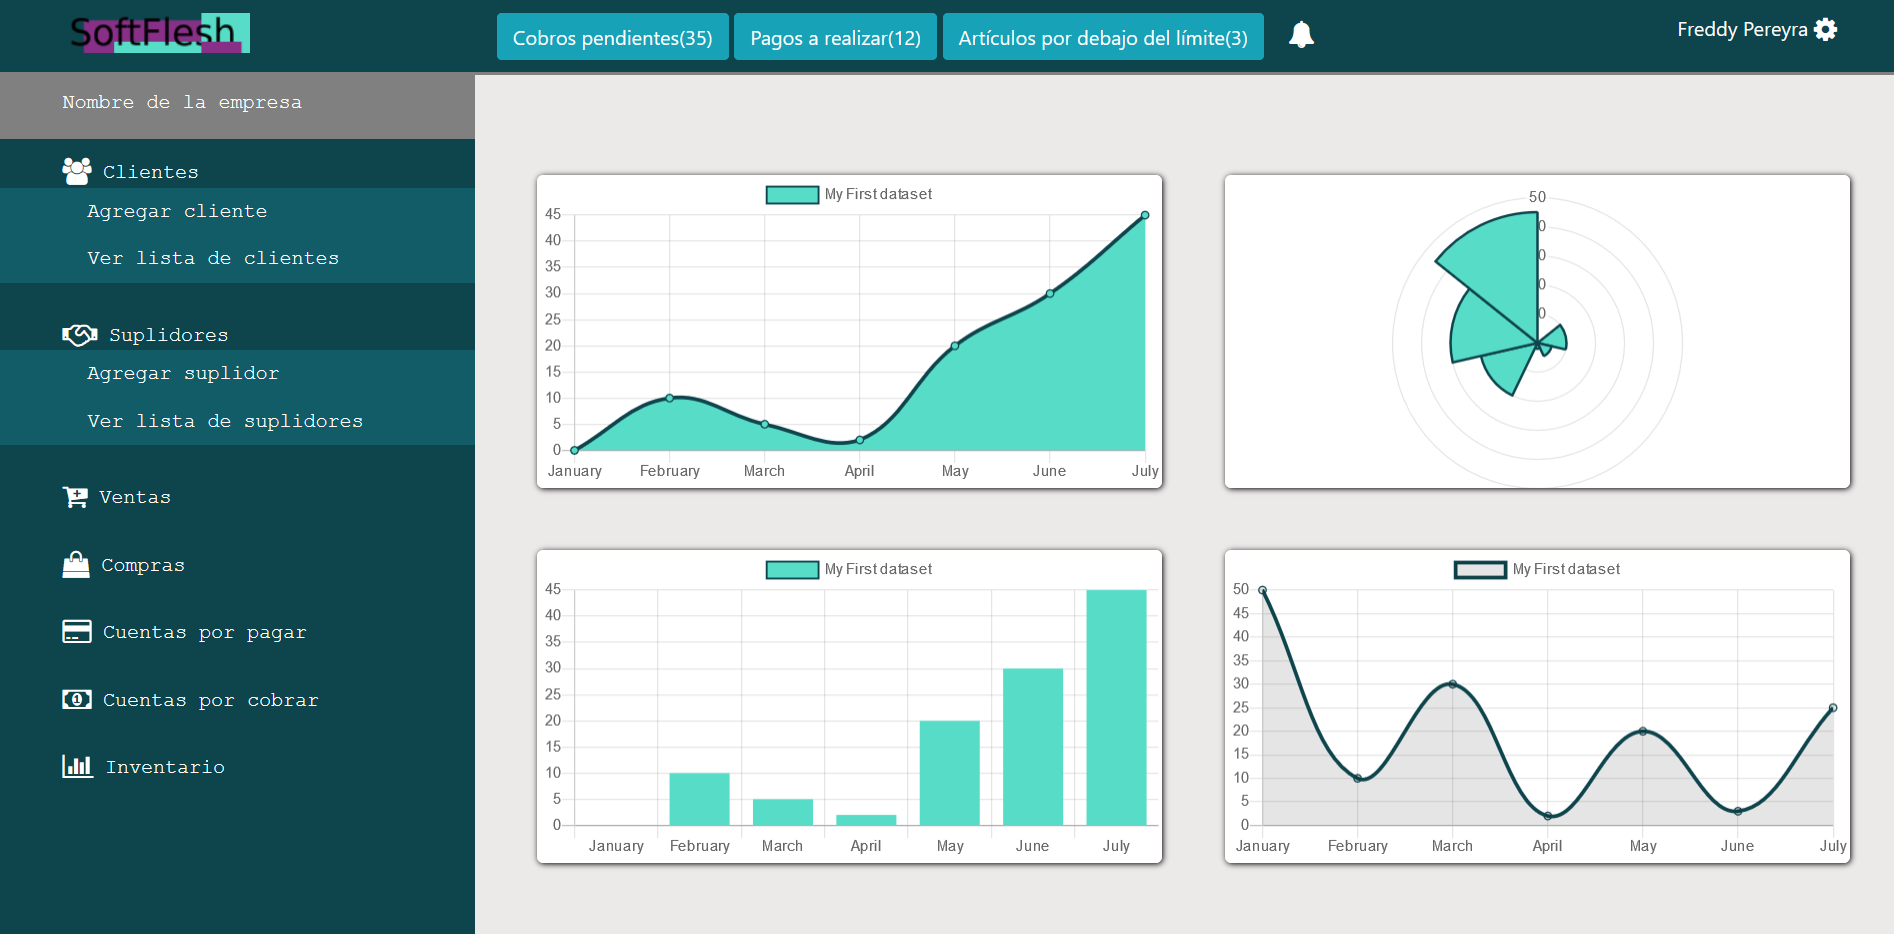 SoftFlesh
Cobros pendientes(35)
Pagos a realizar(12)
Artículos por debajo del límite(3)
Freddy Pereyra
Nombre de la empresa
Clientes
Agregar cliente
Ver lista de clientes
Suplidores
Agregar suplidor
Ver lista de suplidores
Ventas
Compras
Cuentas por pagar
Cuentas por cobrar
Inventario
My First dataset
45
40
35
30
25
20
15
10
5
0
January February March April May June July
50
0
0
0
0
My First dataset
45
40
35
30
25
20
15
10
5
0
January February March April May June July
My First dataset
50
45
40
35
30
25
20
15
10
5
0
January February March April May June July